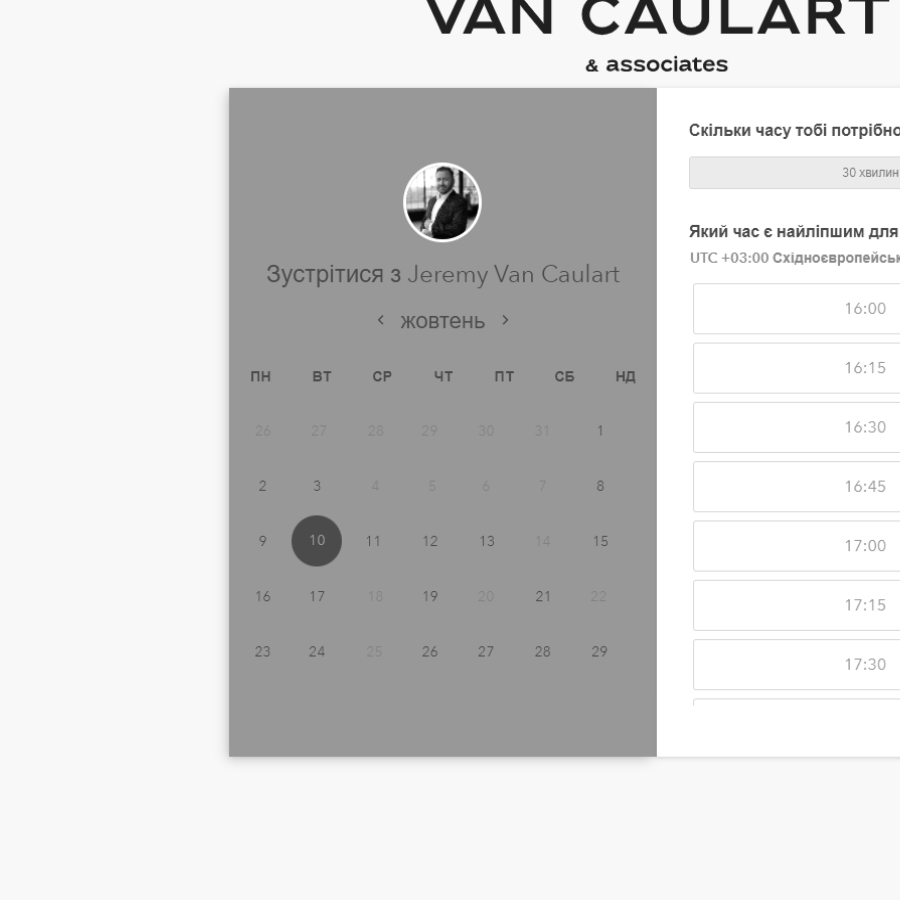 VAN CAULART
& associates
Зустрітися з Jeremy Van Caulart
‹ жовтень ›
ПН ВТ СР ЧТ ПТ СБ НД
26 27 28 29 30 31 1
2 3 4 5 6 7 8
9 10 11 12 13 14 15
16 17 18 19 20 21 22
23 24 25 26 27 28 29
Скільки часу тобі потрібно
30 хвилин
Який час є найліпшим для
UTC +03:00 Східноєвропейськ
16:00
16:15
16:30
16:45
17:00
17:15
17:30